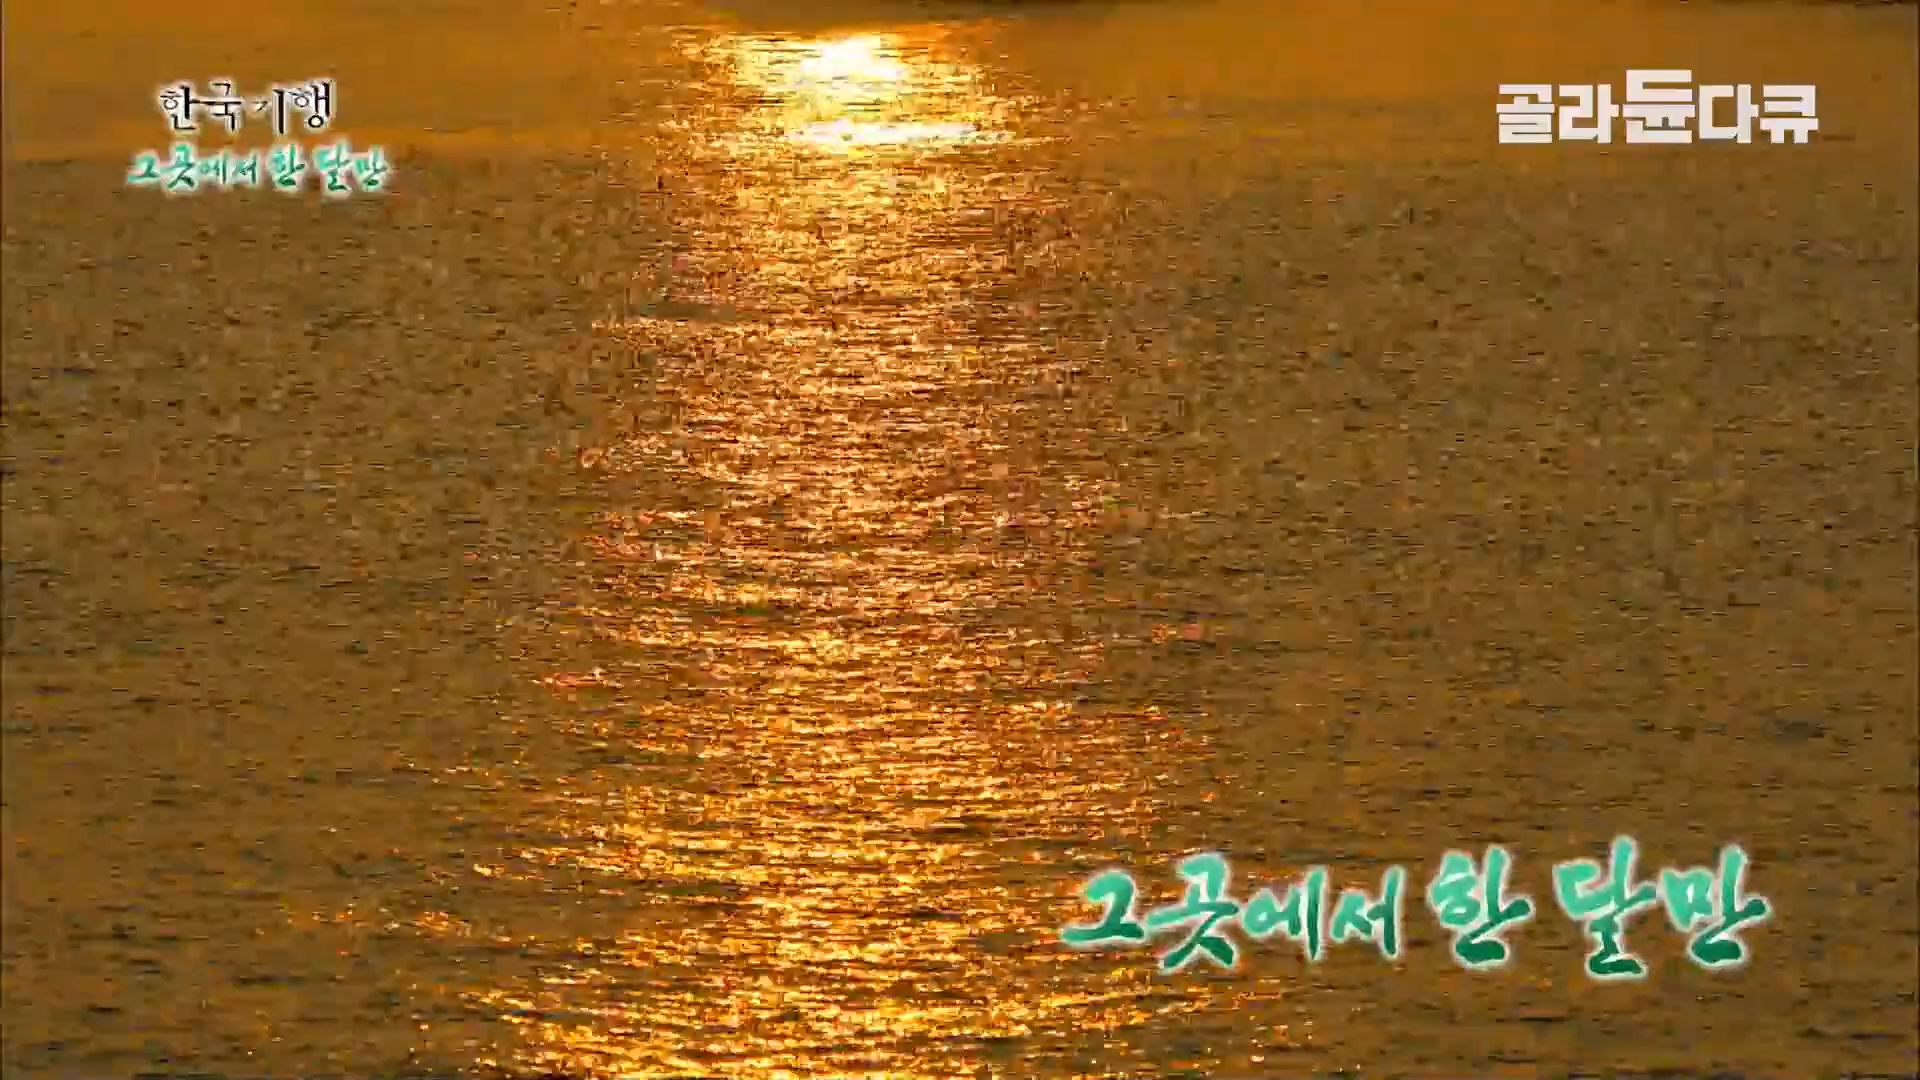 한국기행
그곳에서 한 달만
골라듄다큐
그곳에서 한 달만